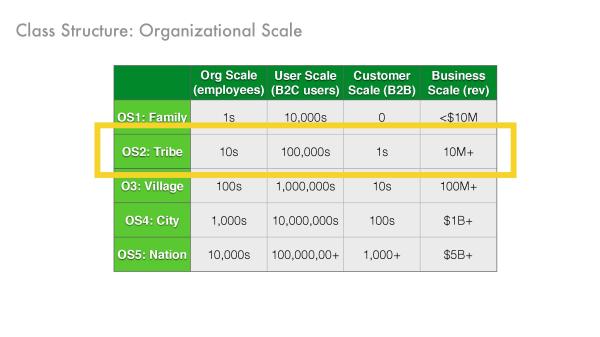 Class Structure: Organizational Scale
Org Scale (employees) User Scale (B2C users) Customer Scale (B2B) Business Scale (rev)
OS1: Family 1s 10,000s 0 <$10M
OS2: Tribe 10s 100,000s 1s 10M+
O3: Village 100s 1,000,000s 10s 100M+
OS4: City 1,000s 10,000,000s 100s $1B+
OS5: Nation 10,000s 100,000,00+ 1,000+ $5B+